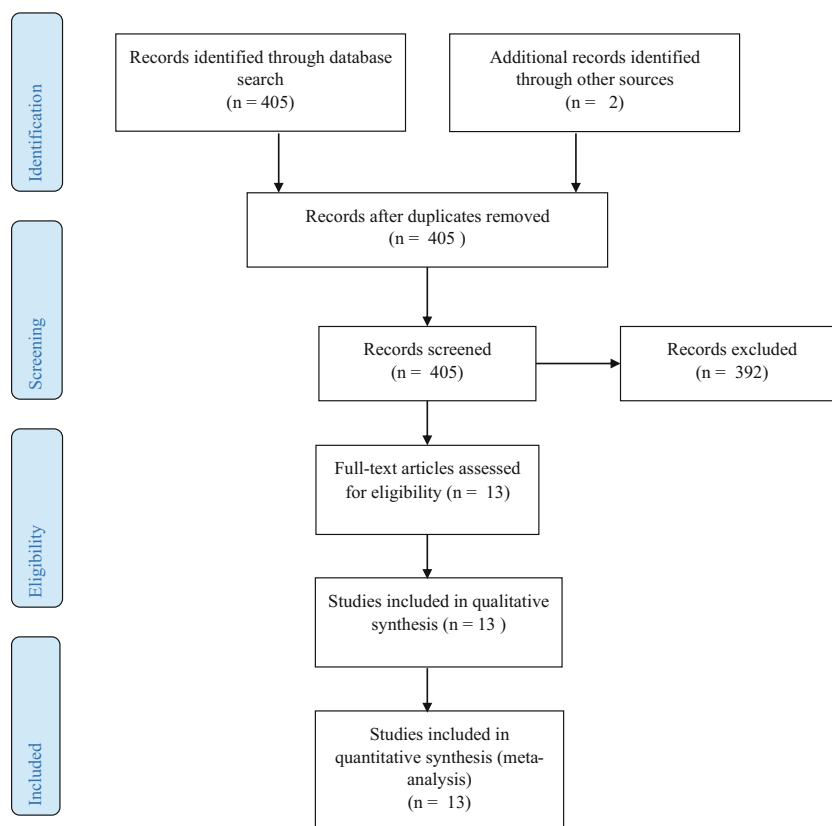 Identification
Records identified through database
search
(n = 405)
Additional records identified
through other sources
(n = 2)
Records after duplicates removed
(n = 405 )
Screening
Records screened
(n = 405)
Records excluded
(n = 392)
Eligibility
Full-text articles assessed
for eligibility (n = 13)
Studies included in qualitative
synthesis (n = 13 )
Included
Studies included in
quantitative synthesis (meta-
analysis)
(n = 13)